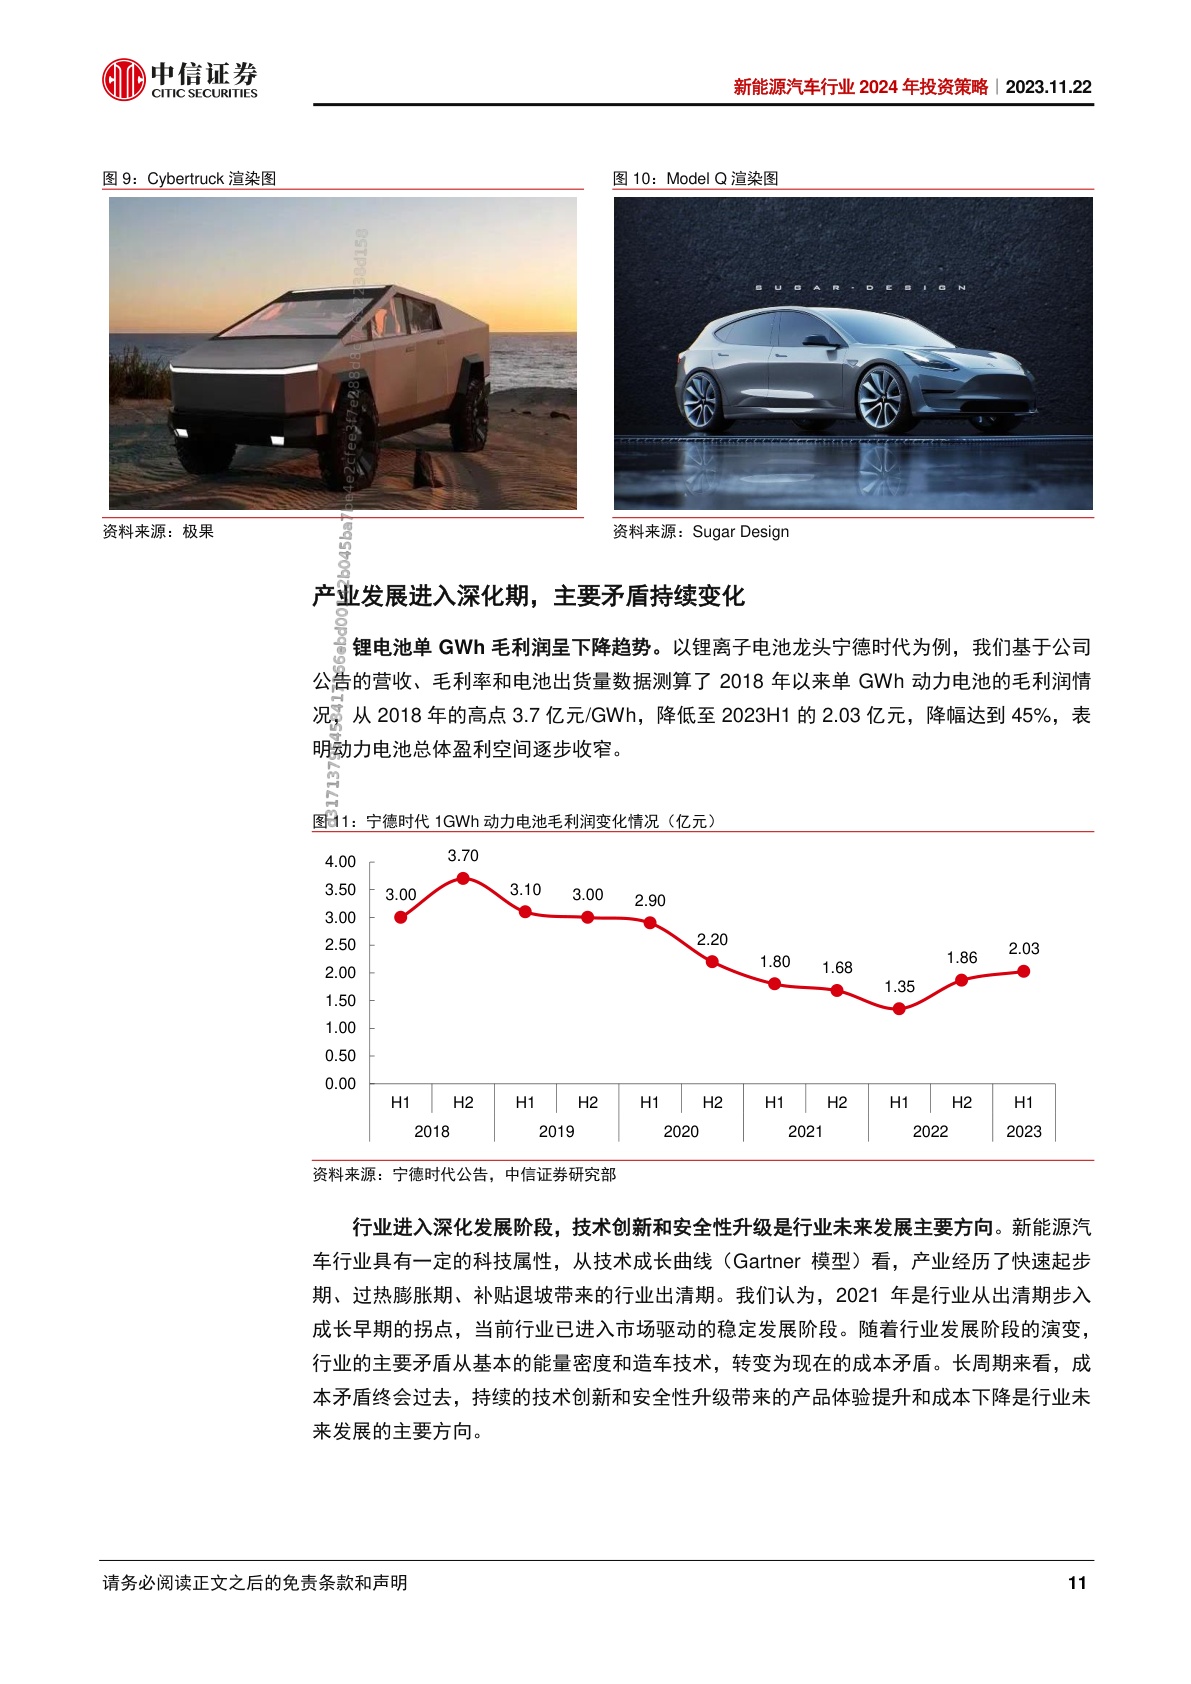 中信证券
CITIC SECURITIES
新能源汽车行业 2024 年投资策略｜2023.11.22
图 9：Cybertruck 渲染图
图 10：Model Q 渲染图
SUGAR-DESIGN
资料来源：极果
资料来源：Sugar Design
产业发展进入深化期，主要矛盾持续变化
锂电池单 GWh 毛利润呈下降趋势。以锂离子电池龙头宁德时代为例，我们基于公司
公告的营收、毛利率和电池出货量数据测算了 2018 年以来单 GWh 动力电池的毛利润情
况，从 2018 年的高点 3.7 亿元/GWh，降低至 2023H1 的 2.03 亿元，降幅达到 45%，表
明动力电池总体盈利空间逐步收窄。
图 11：宁德时代 1GWh 动力电池毛利润变化情况（亿元）
4.00
3.50
3.00
2.50
2.00
1.50
1.00
0.50
0.00
3.00 3.70 3.10 3.00 2.90 2.20 1.80 1.68 1.35 1.86 2.03
H1 H2 H1 H2 H1 H2 H1 H2 H1 H2 H1
2018 2019 2020 2021 2022 2023
资料来源：宁德时代公告，中信证券研究部
行业进入深化发展阶段，技术创新和安全性升级是行业未来发展主要方向。新能源汽
车行业具有一定的科技属性，从技术成长曲线（Gartner 模型）看，产业经历了快速起步
期、过热膨胀期、补贴退坡带来的行业出清期。我们认为，2021 年是行业从出清期步入
成长早期的拐点，当前行业已进入市场驱动的稳定发展阶段。随着行业发展阶段的演变，
行业的主要矛盾从基本的能量密度和造车技术，转变为现在的成本矛盾。长周期来看，成
本矛盾终会过去，持续的技术创新和安全性升级带来的产品体验提升和成本下降是行业未
来发展的主要方向。
请务必阅读正文之后的免责条款和声明
11